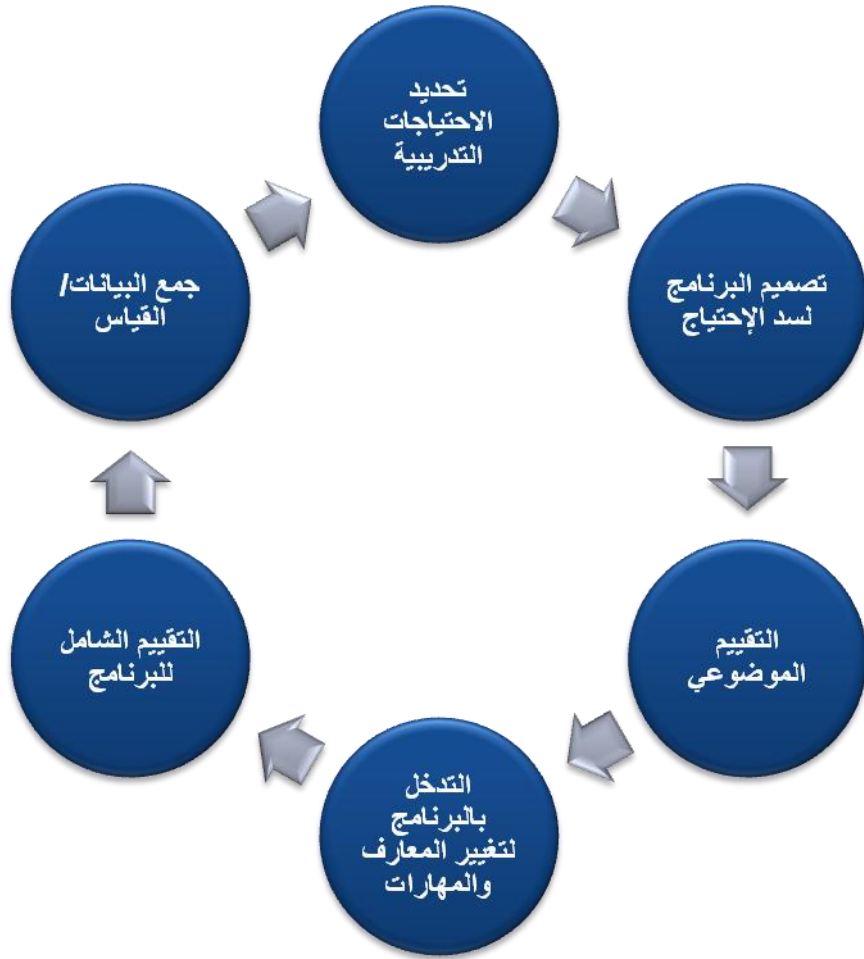 تحديد
الاحتياجات
التدريبية
تصميم البرنامج
لسد الإحتياج
التقييم
الموضوعي
التدخل
بالبرنامج
لتغيير المعارف
والمهارات
التقييم الشامل
للبرنامج
جمع البيانات/
القياس